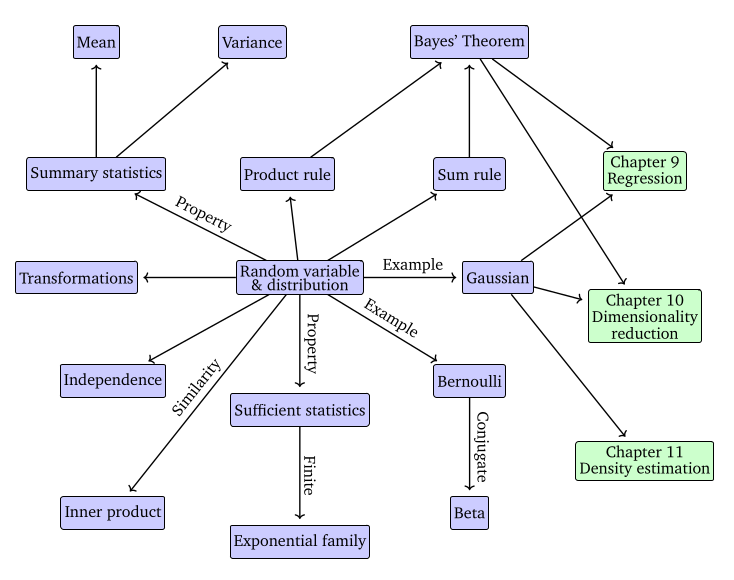 Mean
Variance
Bayes’ Theorem
Summary statistics
Product rule
Sum rule
Chapter 9
Regression
Property
Transformations
Random variable
& distribution
Example
Gaussian
Chapter 10
Dimensionality
reduction
Property
Example
Independence
Similarity
Sufficient statistics
Bernoulli
Finite
Conjugate
Chapter 11
Density estimation
Inner product
Exponential family
Beta